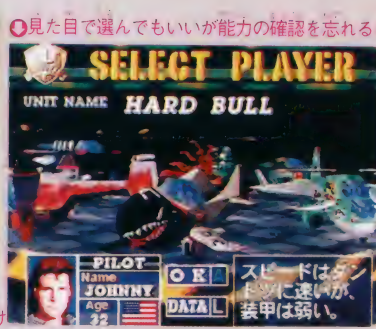 見た目で選んでもいいが能力の確認を忘れる
SELECT PLAYER
UNIT NAME HARD BULL
PILOT
Name
JOHNNY
Age
32
OK A
DATA L
スピードはダン
トツに速いが、
装甲は弱い。
け